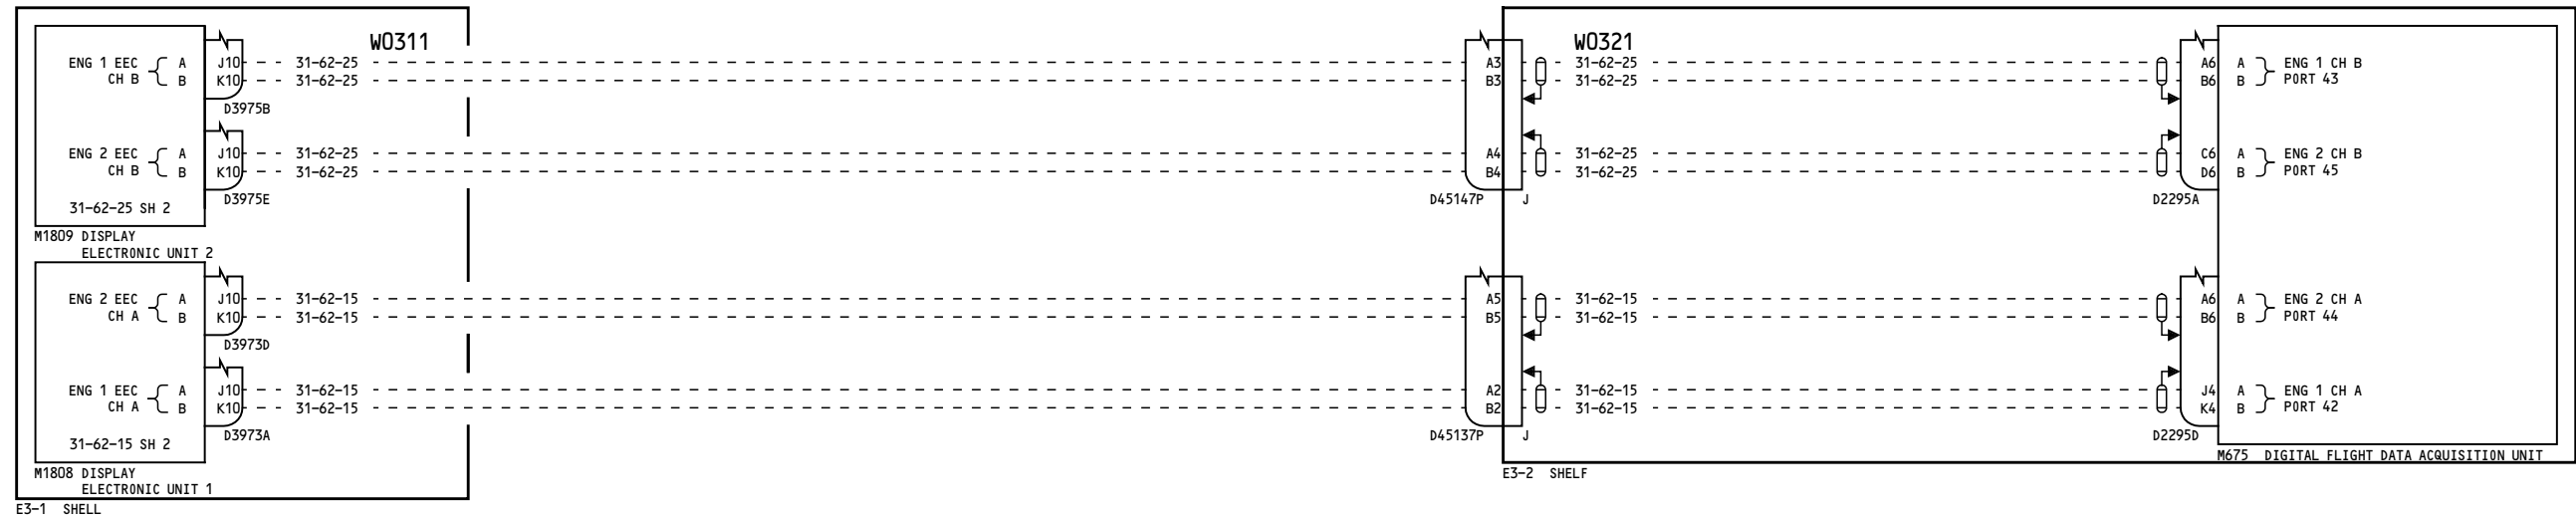 W0311
ENG 1 EEC A J10 31-62-25
CH B B K10 31-62-25
D3975B
ENG 2 EEC A J10 31-62-25
CH B B K10 31-62-25
D3975E
31-62-25 SH 2
M1809 DISPLAY
ELECTRONIC UNIT 2
ENG 2 EEC A J10 31-62-15
CH A B K10 31-62-15
D3973D
ENG 1 EEC A J10 31-62-15
CH A B K10 31-62-15
D3973A
31-62-15 SH 2
M1808 DISPLAY
ELECTRONIC UNIT 1
E3-1 SHELL
W0321
A3 31-62-25
B3 31-62-25
A4 31-62-25
B4 31-62-25
D45147P J
A5 31-62-15
B5 31-62-15
A2 31-62-15
B2 31-62-15
D45137P J
E3-2 SHELF
A6 A ENG 1 CH B
B6 B PORT 43
C6 A ENG 2 CH B
D6 B PORT 45
D2295A
A6 A ENG 2 CH A
B6 B PORT 44
J4 A ENG 1 CH A
K4 B PORT 42
D2295D
M675 DIGITAL FLIGHT DATA ACQUISITION UNIT